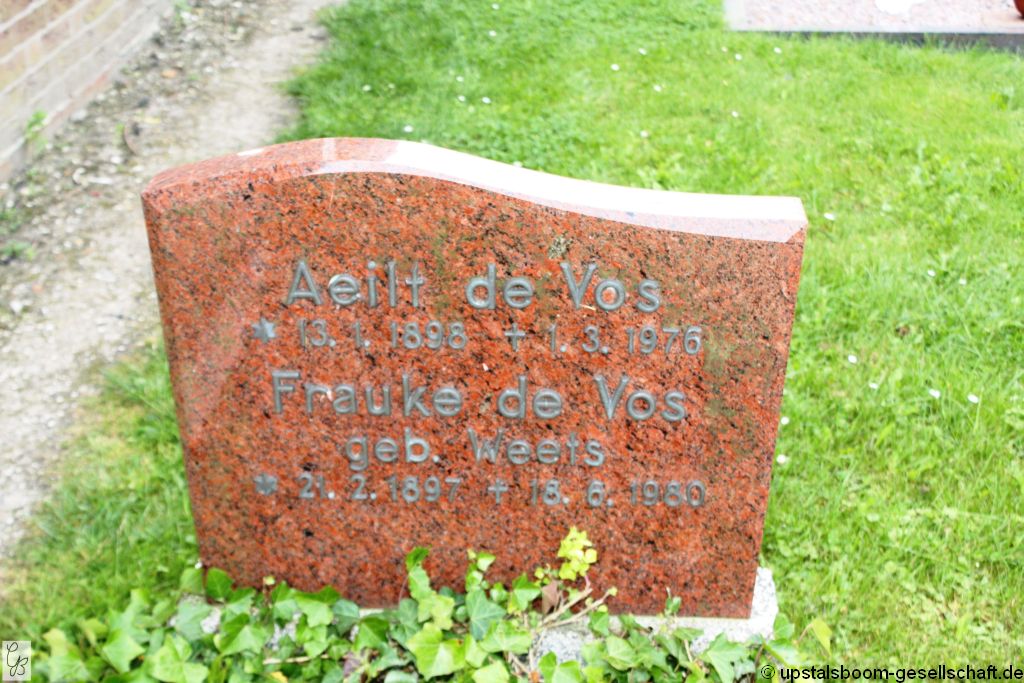 Aeilt de Vos
* 13. 1. 1898 + 1. 3. 1976
Frauke de Vos
geb. Weets
* 21. 2. 1897 + 18. 6. 1980
GB
© upstalsboom-gesellschaft.de